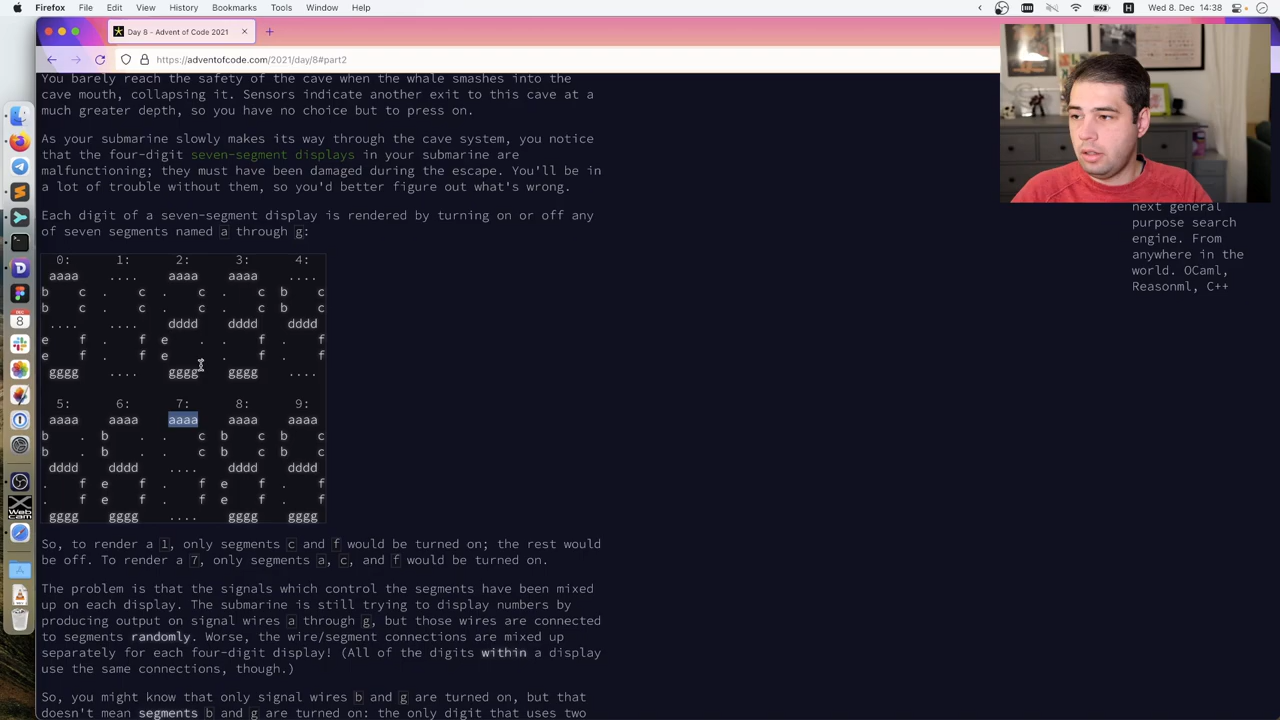 Firefox File Edit View History Bookmarks Tools Window Help
Wed 8. Dec 14:38
Day 8 - Advent of Code 2021
https://adventofcode.com/2021/day/8#part2
You barely reach the safety of the cave when the whale smashes into the
cave mouth, collapsing it. Sensors indicate another exit to this cave at a
much greater depth, so you have no choice but to press on.
As your submarine slowly makes its way through the cave system, you notice
that the four-digit seven-segment displays in your submarine are
malfunctioning; they must have been damaged during the escape. You'll be in
a lot of trouble without them, so you'd better figure out what's wrong.
Each digit of a seven-segment display is rendered by turning on or off any
of seven segments named a through g:
0: 1: 2: 3: 4:
aaaa .... aaaa aaaa ....
b c . c . c . c b c
b c . c . c . c b c
.... .... dddd dddd dddd
e f . f e . . f . f
e f . f e . . f . f
gggg .... gggg gggg ....
5: 6: 7: 8: 9:
aaaa aaaa aaaa aaaa aaaa
b . b . . c b c b c
b . b . . c b c b c
dddd dddd .... dddd dddd
. f e f . f e f . f
. f e f . f e f . f
gggg gggg .... gggg gggg
So, to render a 1, only segments c and f would be turned on; the rest would
be off. To render a 7, only segments a, c, and f would be turned on.
The problem is that the signals which control the segments have been mixed
up on each display. The submarine is still trying to display numbers by
producing output on signal wires a through g, but those wires are connected
to segments randomly. Worse, the wire/segment connections are mixed up
separately for each four-digit display! (All of the digits within a display
use the same connections, though.)
So, you might know that only signal wires b and g are turned on, but that
doesn't mean segments b and g are turned on: the only digit that uses two
next general
purpose search
engine. From
anywhere in the
world. OCaml,
Reasonml, C++